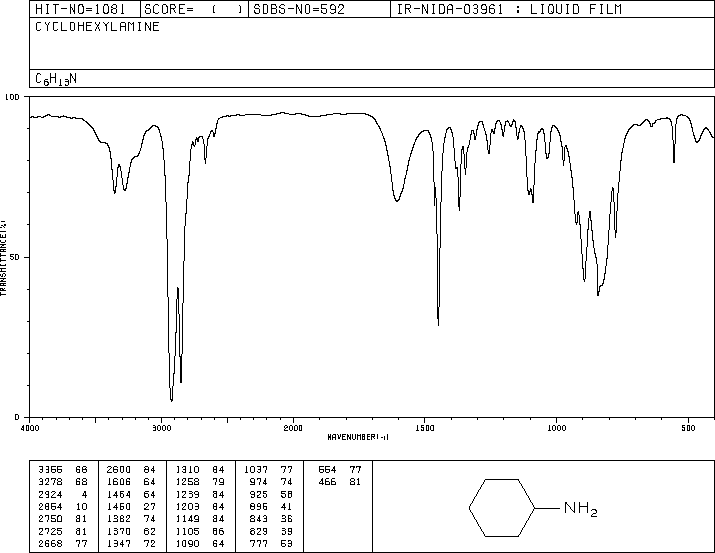 HIT-NO=1081 SCORE= ( ) SDBS-NO=592 IR-NIDA-03961 : LIQUID FILM
CYCLOHEXYLAMINE
C6H13N
100
50
0
TRANSMITTANCE(%)
4000 3000 2000 1500 1000 500
WAVENUMBER(-1)
3355 68 2600 84 1310 84 1037 77 554 77
3278 68 1606 64 1258 79 974 74 466 81
2924 4 1464 64 1239 84 925 58
2854 10 1450 27 1203 84 895 41
2750 81 1382 74 1149 84 843 36
2725 81 1370 62 1105 66 829 39
2668 77 1347 72 1090 64 777 53
NH2